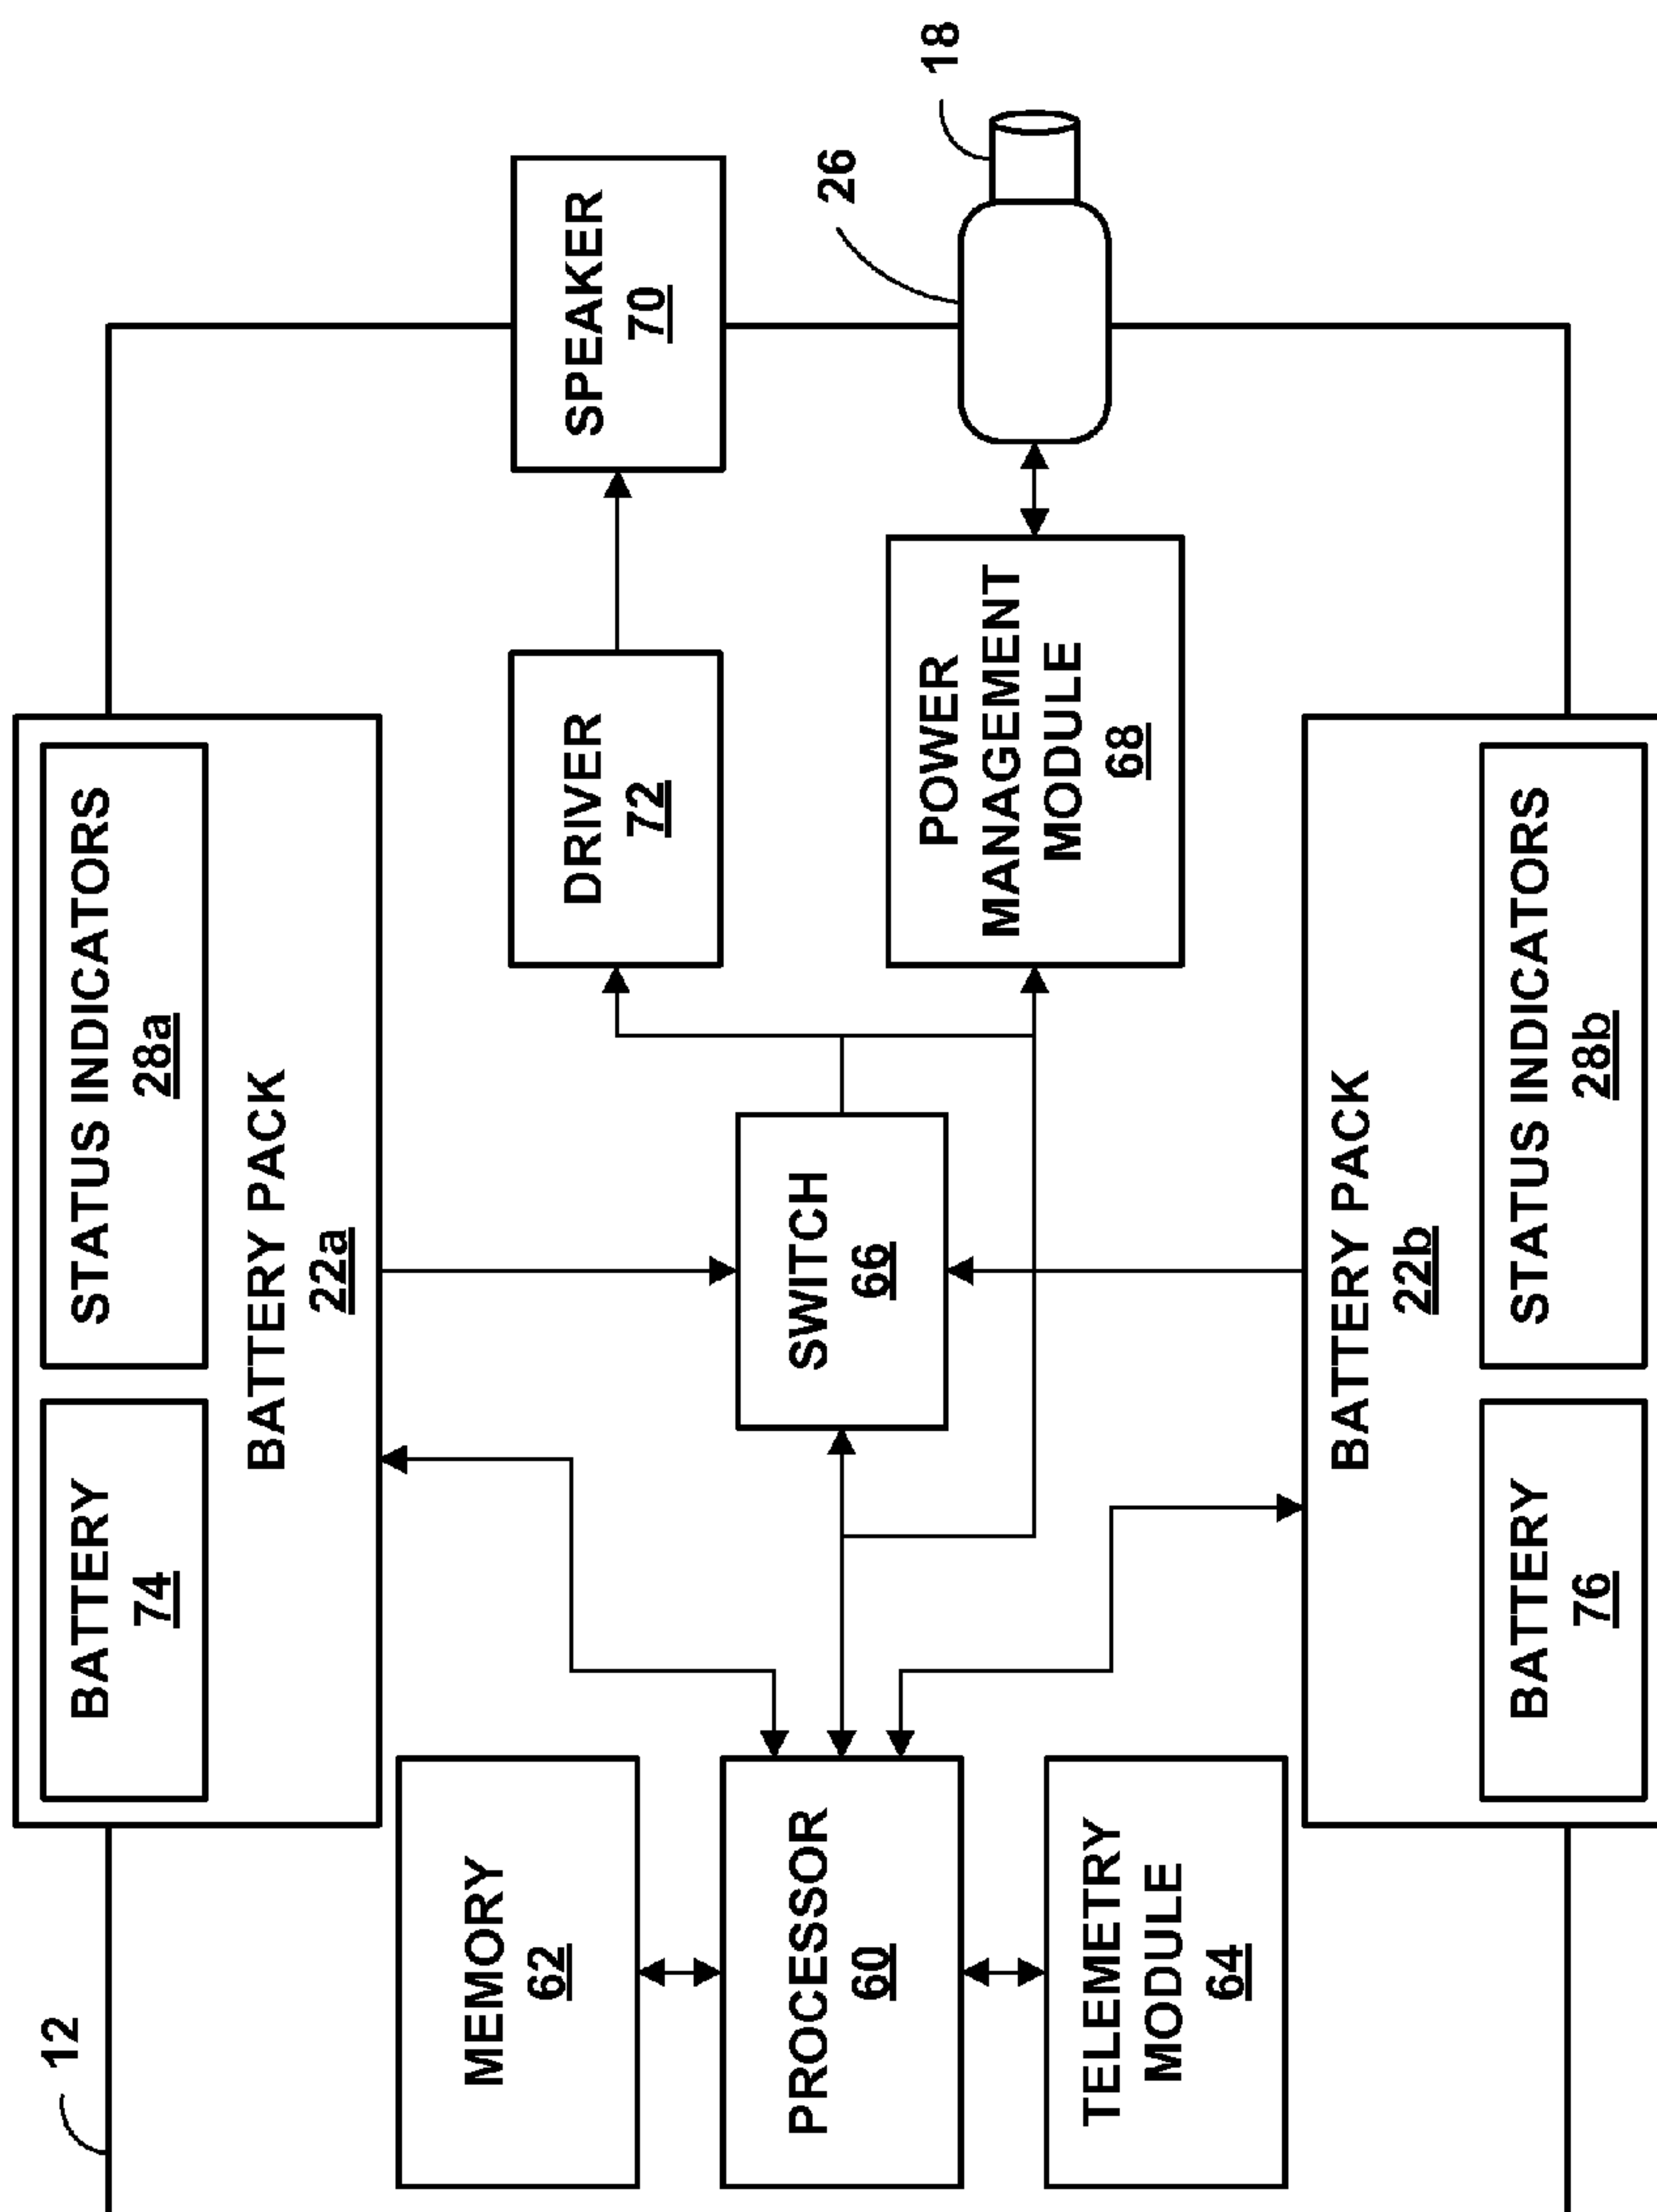 12
BATTERY
74
STATUS INDICATORS
28a
BATTERY PACK
22a
MEMORY
62
PROCESSOR
60
TELEMETRY
MODULE
64
SWITCH
66
DRIVER
72
SPEAKER
70
POWER
MANAGEMENT
MODULE
68
26
18
BATTERY PACK
22b
BATTERY
76
STATUS INDICATORS
28b